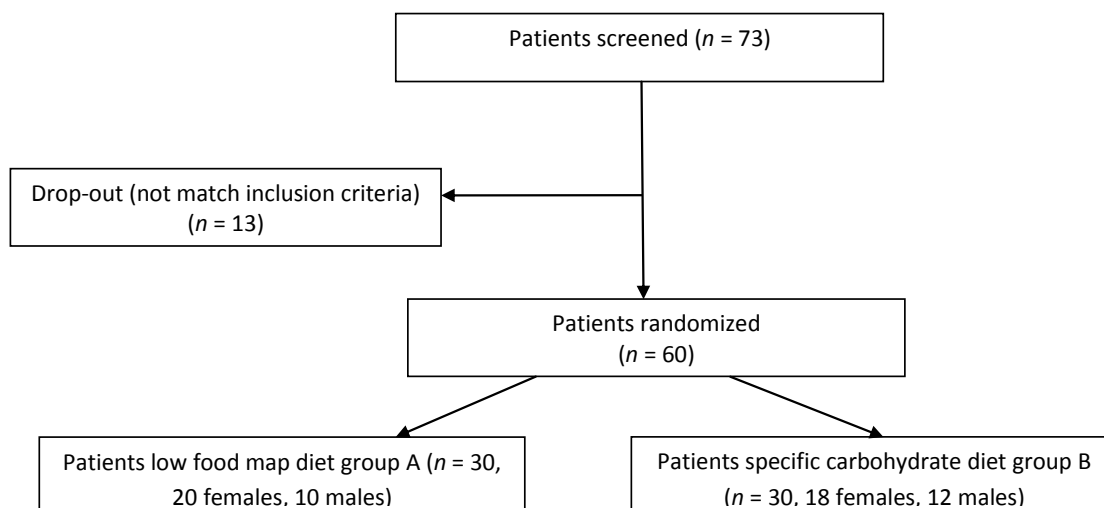 Patients screened (n = 73)
Drop-out (not match inclusion criteria)
(n = 13)
Patients randomized
(n = 60)
Patients low food map diet group A (n = 30,
20 females, 10 males)
Patients specific carbohydrate diet group B
(n = 30, 18 females, 12 males)